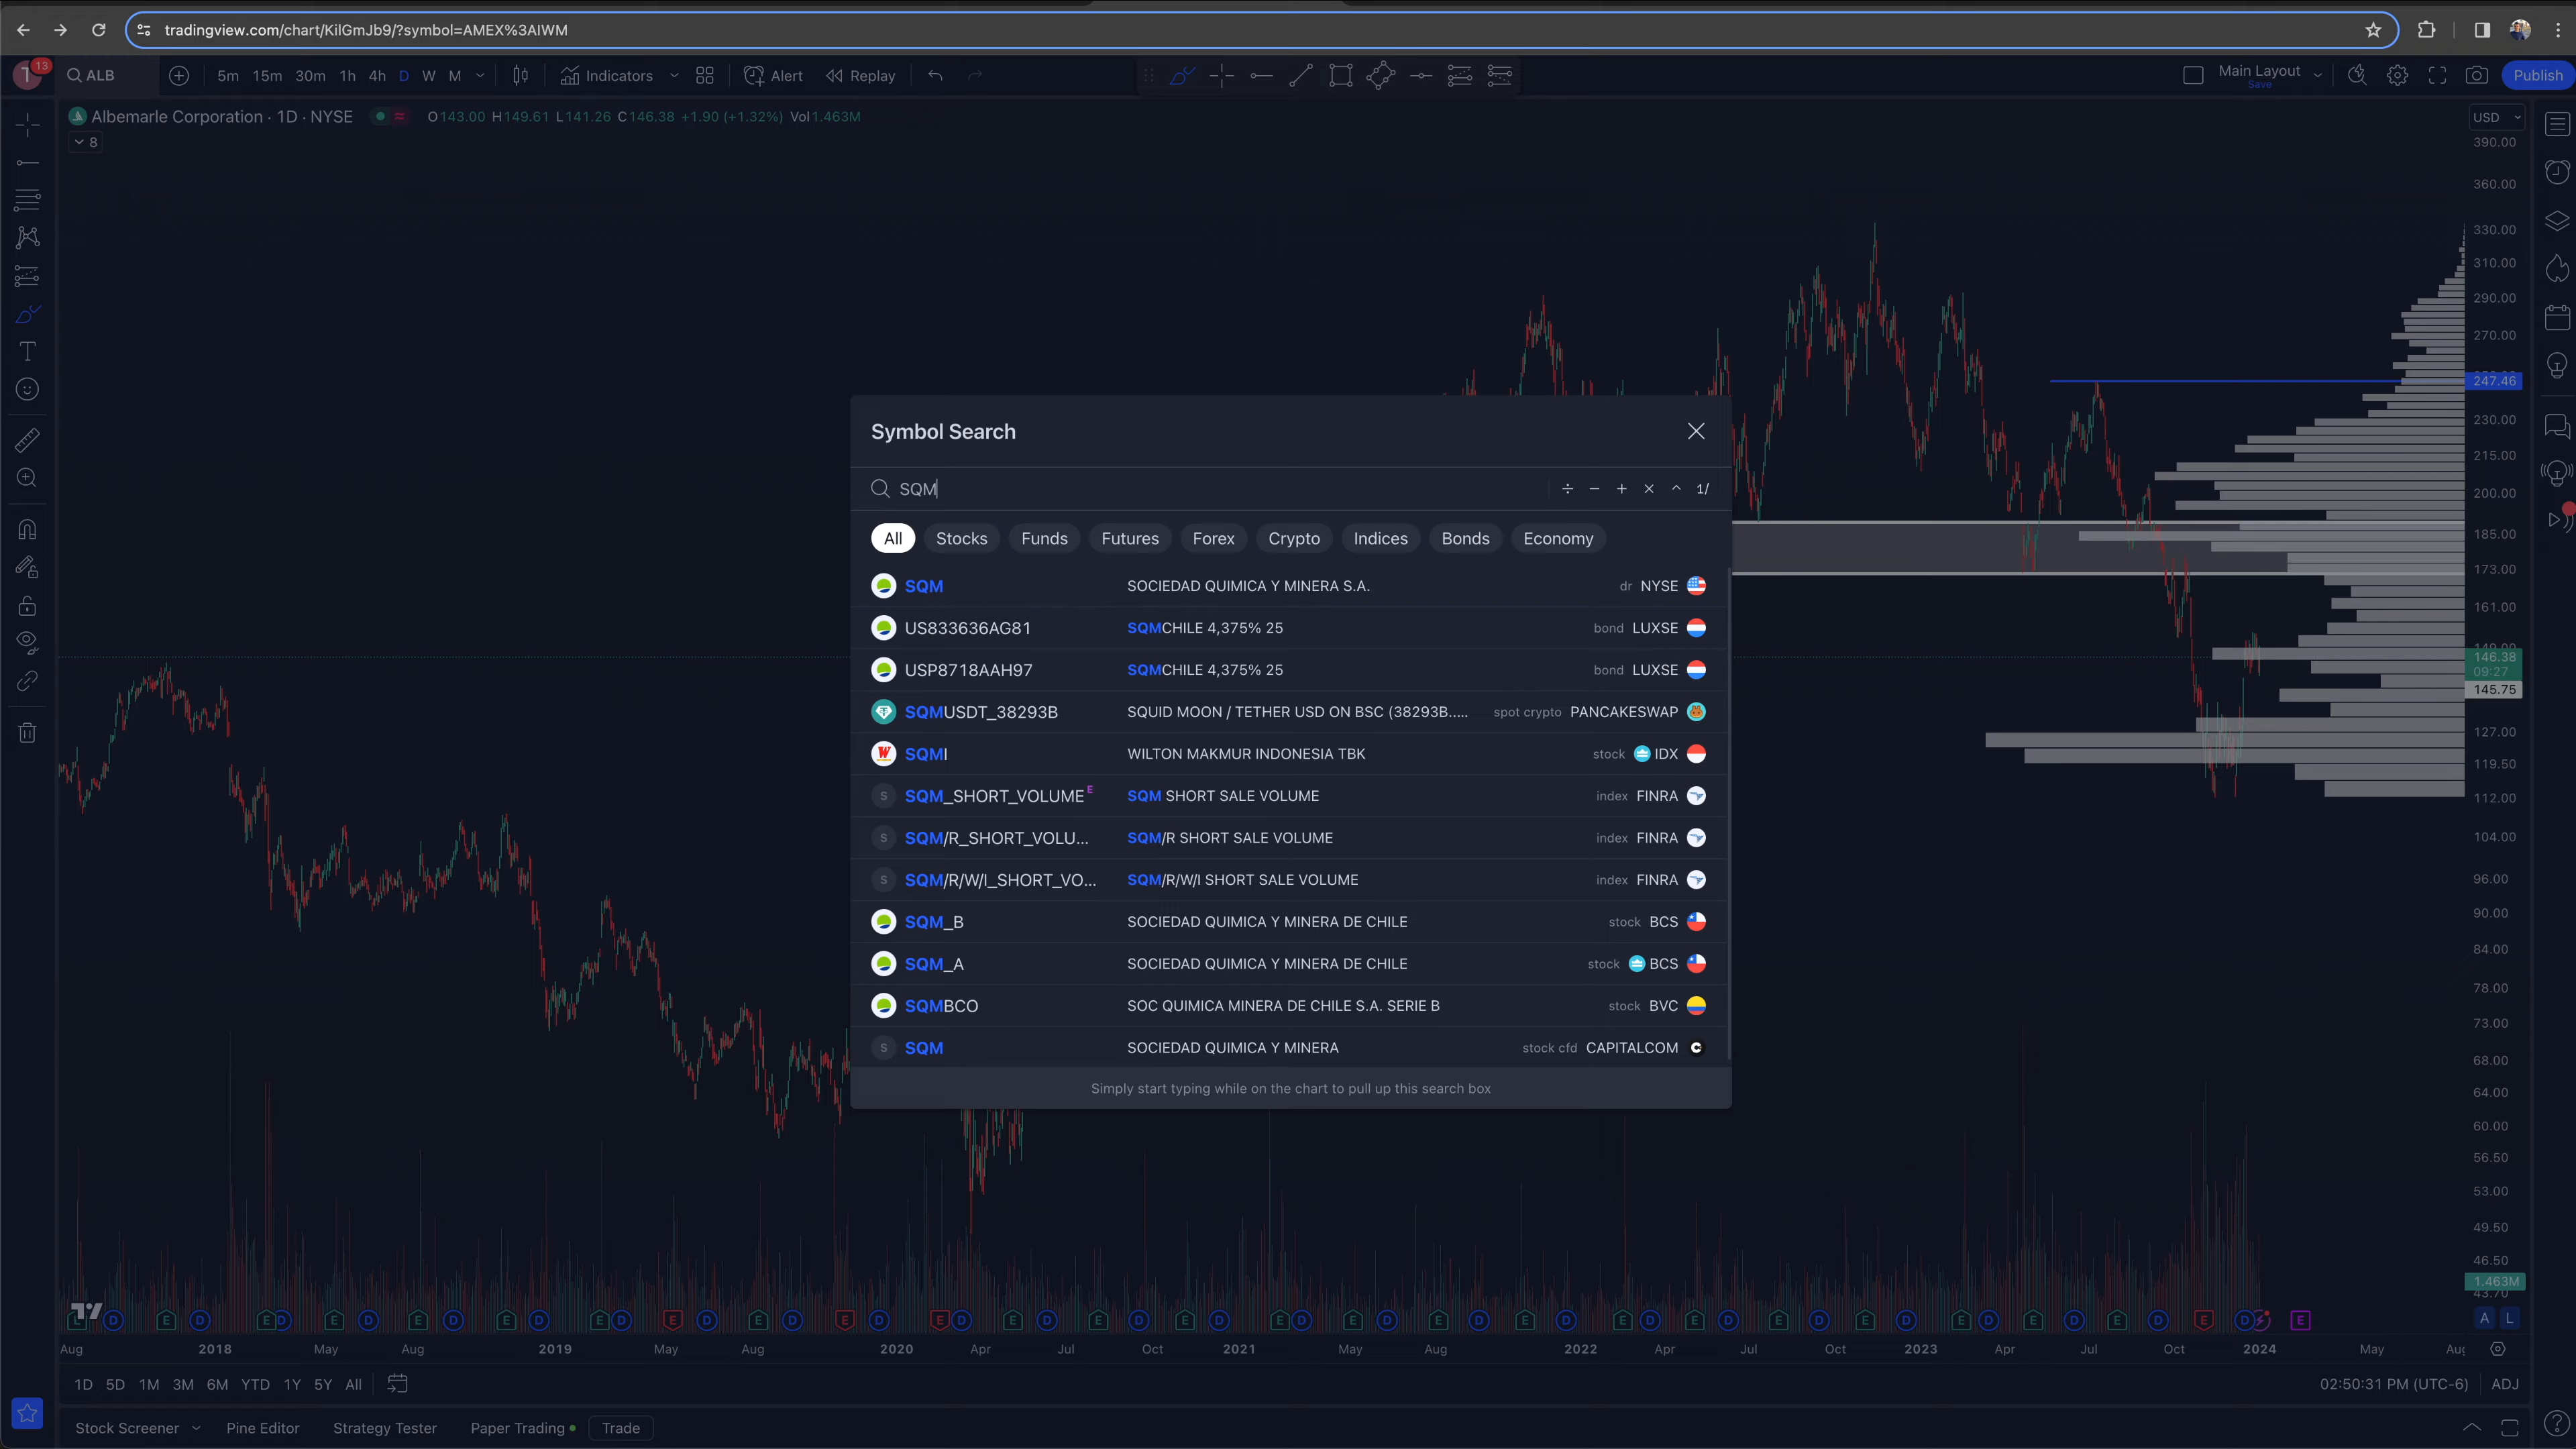 tradingview.com/chart/KilGmJb9/?symbol=AMEX%3AIWM
13
ALB 5m 15m 30m 1h 4h D W M Indicators Alert Replay Main Layout Save Publish
Albemarle Corporation · 1D · NYSE O143.00 H149.61 L141.26 C146.38 +1.90 (+1.32%) Vol1.463M
8
USD
390.00
360.00
330.00
310.00
290.00
270.00
247.46
230.00
215.00
200.00
185.00
173.00
161.00
146.38
09:27
145.75
127.00
119.50
112.00
104.00
96.00
90.00
84.00
78.00
73.00
68.00
64.00
60.00
56.50
53.00
49.50
46.50
1.463M
43.70
A L
Symbol Search
SQM 1/
All Stocks Funds Futures Forex Crypto Indices Bonds Economy
SQM SOCIEDAD QUIMICA Y MINERA S.A. dr NYSE
US833636AG81 SQMCHILE 4,375% 25 bond LUXSE
USP8718AAH97 SQMCHILE 4,375% 25 bond LUXSE
SQMUSDT_38293B SQUID MOON / TETHER USD ON BSC (38293B..... spot crypto PANCAKESWAP
SQMI WILTON MAKMUR INDONESIA TBK stock IDX
S SQM_SHORT_VOLUME E SQM SHORT SALE VOLUME index FINRA
S SQM/R_SHORT_VOLU... SQM/R SHORT SALE VOLUME index FINRA
S SQM/R/W/I_SHORT_VO... SQM/R/W/I SHORT SALE VOLUME index FINRA
SQM_B SOCIEDAD QUIMICA Y MINERA DE CHILE stock BCS
SQM_A SOCIEDAD QUIMICA Y MINERA DE CHILE stock BCS
SQMBCO SOC QUIMICA MINERA DE CHILE S.A. SERIE B stock BVC
S SQM SOCIEDAD QUIMICA Y MINERA stock cfd CAPITALCOM
Simply start typing while on the chart to pull up this search box
Aug 2018 May Aug 2019 May Aug 2020 Apr Jul Oct 2021 May Aug 2022 Apr Jul Oct 2023 Apr Jul Oct 2024 May Aug
1D 5D 1M 3M 6M YTD 1Y 5Y All 02:50:31 PM (UTC-6) ADJ
Stock Screener Pine Editor Strategy Tester Paper Trading Trade